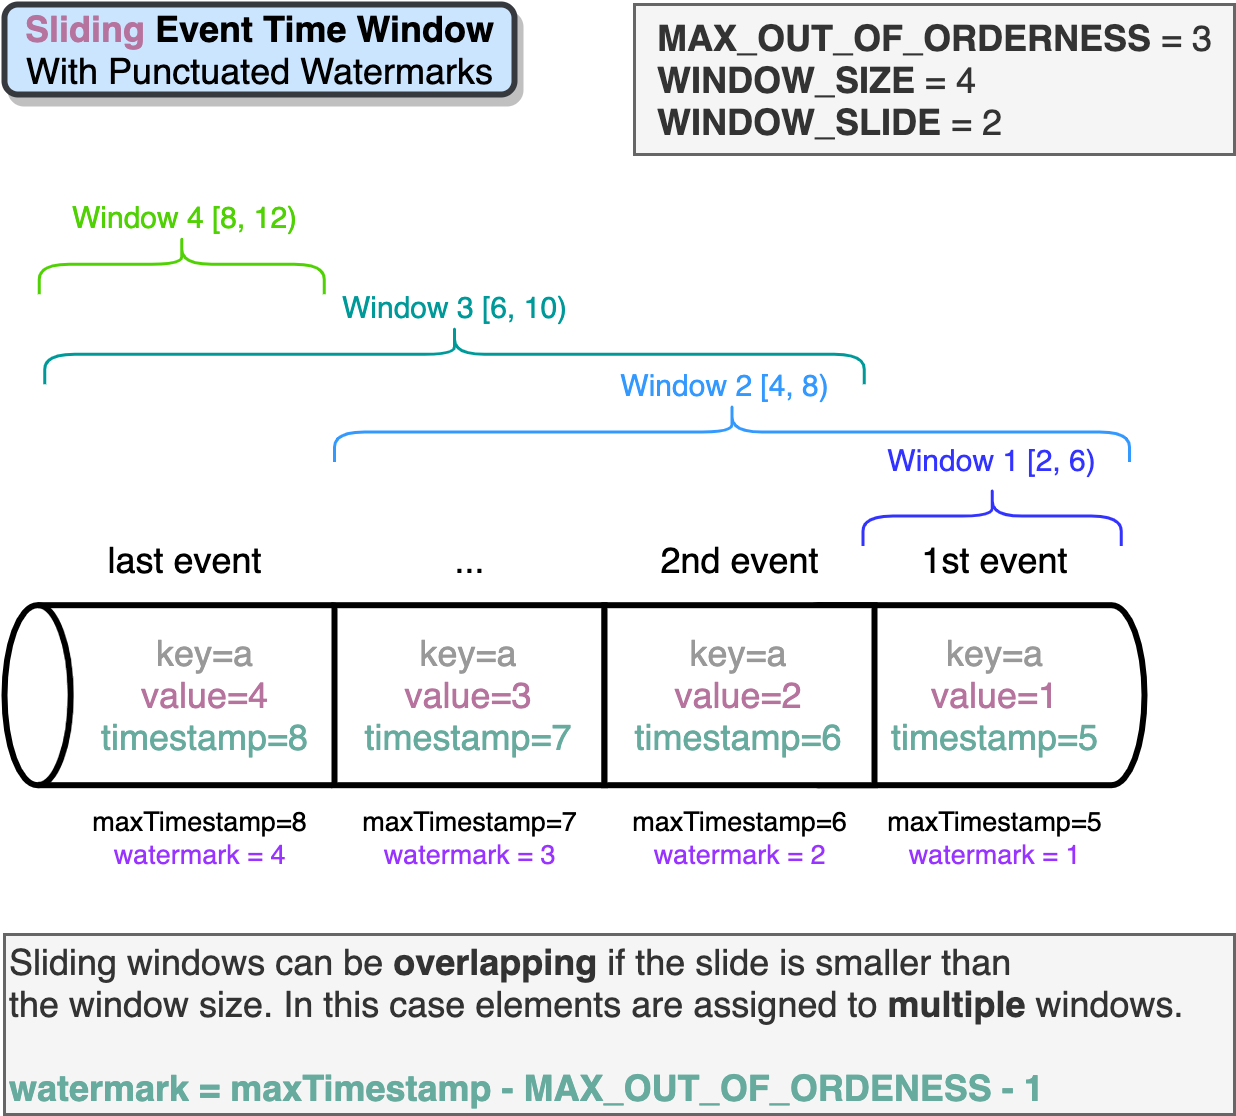 Sliding Event Time Window
With Punctuated Watermarks
MAX_OUT_OF_ORDERNESS = 3
WINDOW_SIZE = 4
WINDOW_SLIDE = 2
Window 4 [8, 12)
Window 3 [6, 10)
Window 2 [4, 8)
Window 1 [2, 6)
last event
...
2nd event
1st event
key=a
value=4
timestamp=8
key=a
value=3
timestamp=7
key=a
value=2
timestamp=6
key=a
value=1
timestamp=5
maxTimestamp=8
watermark = 4
maxTimestamp=7
watermark = 3
maxTimestamp=6
watermark = 2
maxTimestamp=5
watermark = 1
Sliding windows can be overlapping if the slide is smaller than
the window size. In this case elements are assigned to multiple windows.
watermark = maxTimestamp - MAX_OUT_OF_ORDENESS - 1